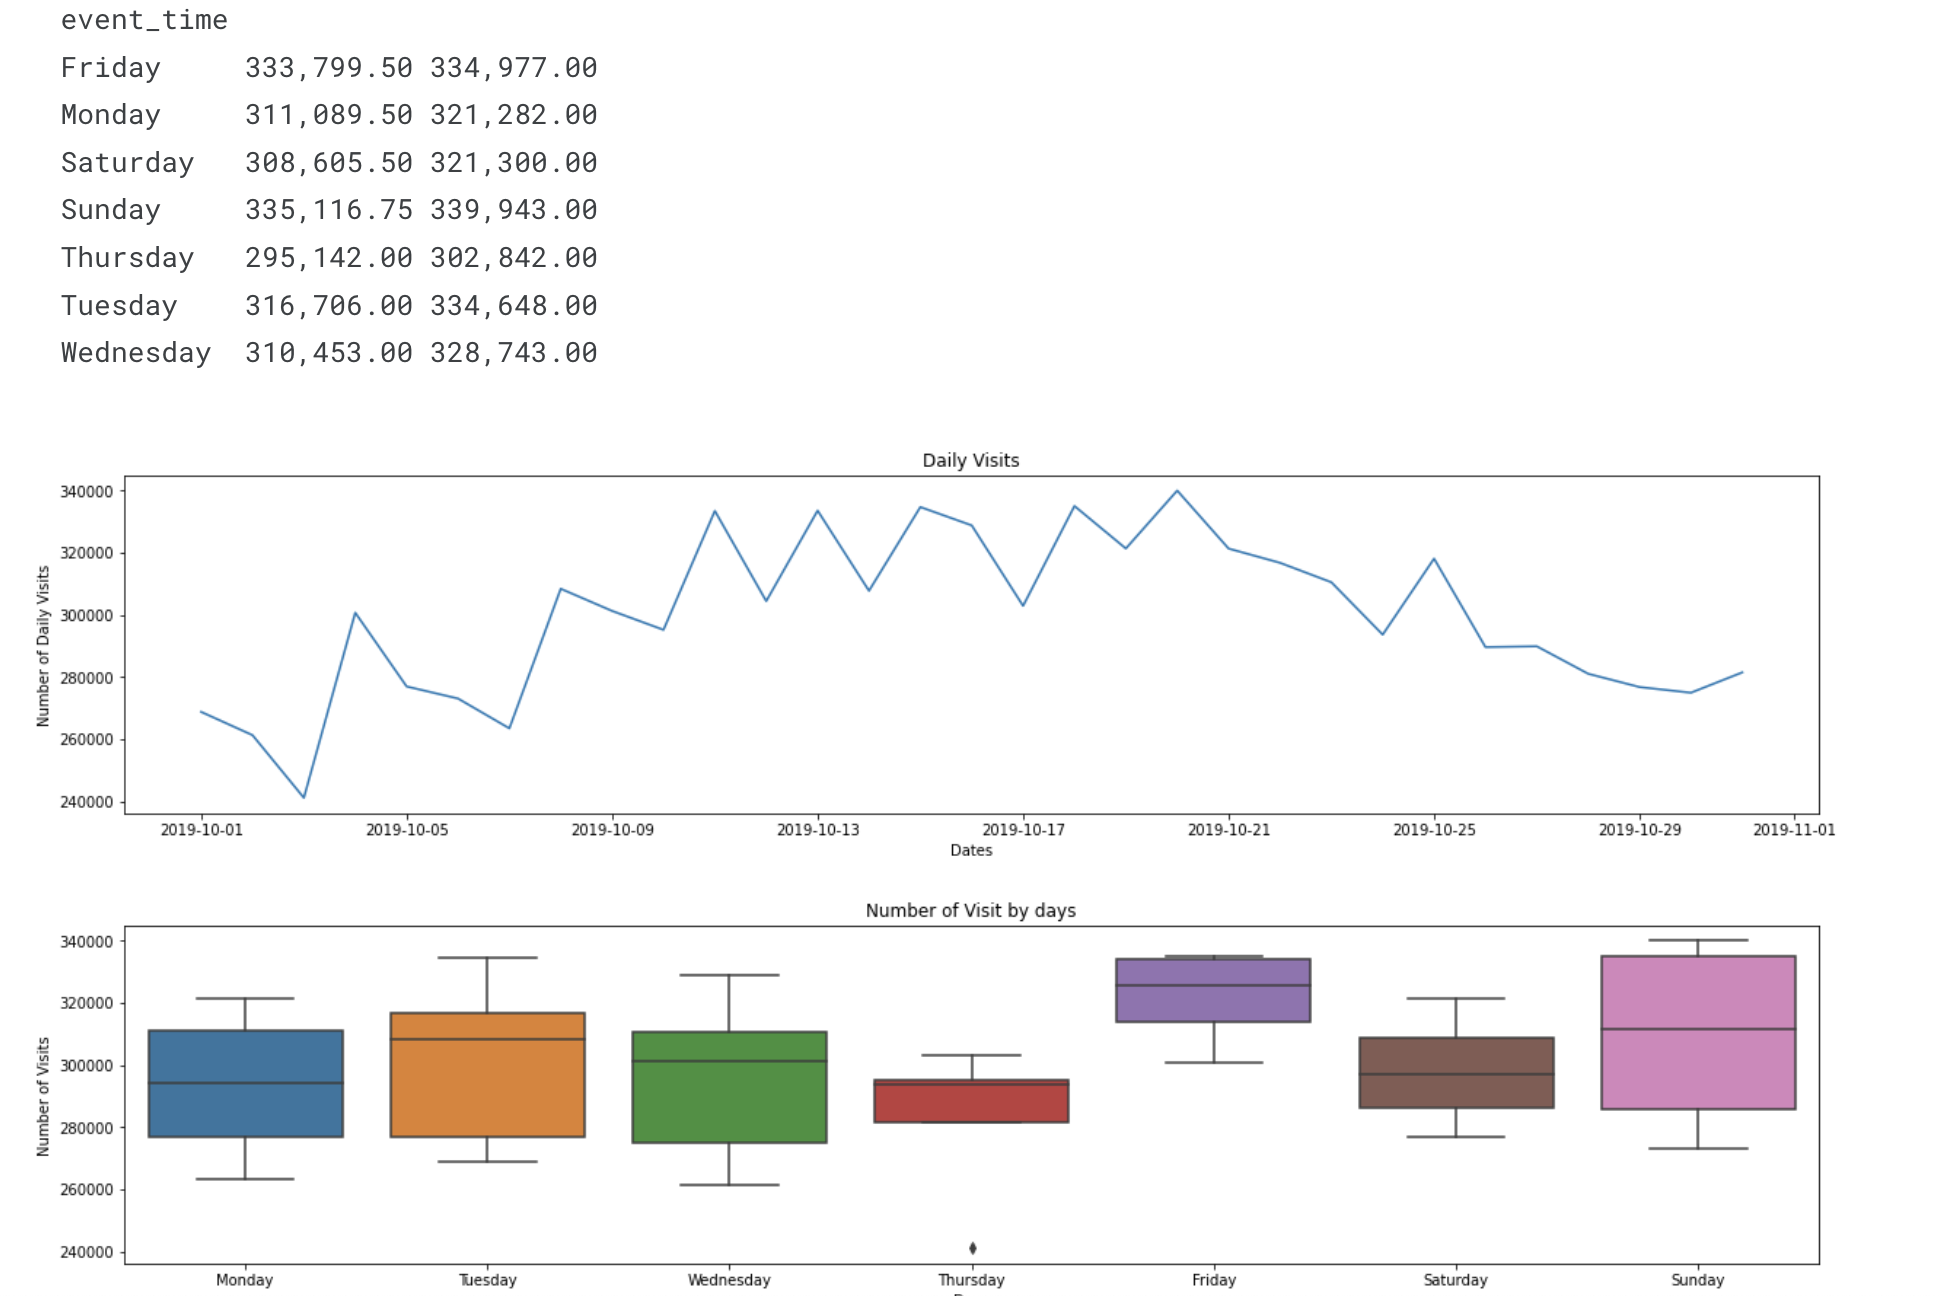 event_time
Friday 333,799.50 334,977.00
Monday 311,089.50 321,282.00
Saturday 308,605.50 321,300.00
Sunday 335,116.75 339,943.00
Thursday 295,142.00 302,842.00
Tuesday 316,706.00 334,648.00
Wednesday 310,453.00 328,743.00
Daily Visits
340000
320000
300000
280000
260000
240000
Number of Daily Visits
2019-10-01 2019-10-05 2019-10-09 2019-10-13 2019-10-17 2019-10-21 2019-10-25 2019-10-29 2019-11-01
Dates
Number of Visit by days
340000
320000
300000
280000
260000
240000
Number of Visits
Monday Tuesday Wednesday Thursday Friday Saturday Sunday